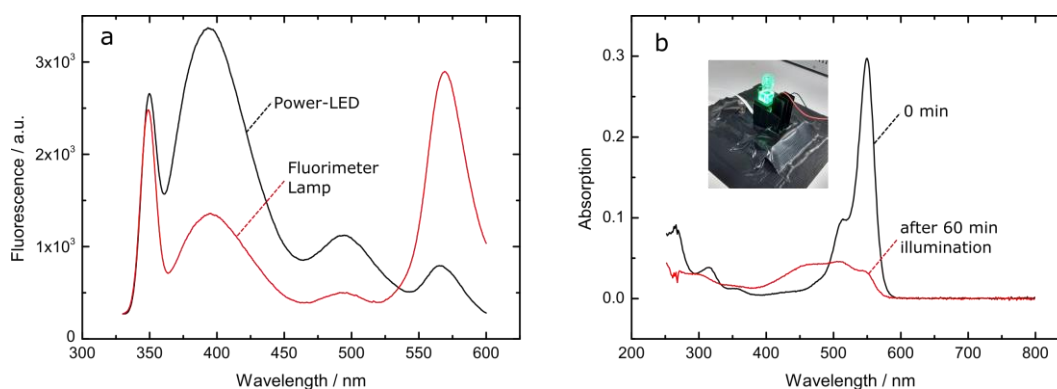 a
3x10³
2x10³
1x10³
0
Fluorescence / a.u.
Power-LED
Fluorimeter
Lamp
300 350 400 450 500 550 600
Wavelength / nm
b
0.3
0.2
0.1
0.0
Absorption
0 min
after 60 min
illumination
200 300 400 500 600 700 800
Wavelength / nm